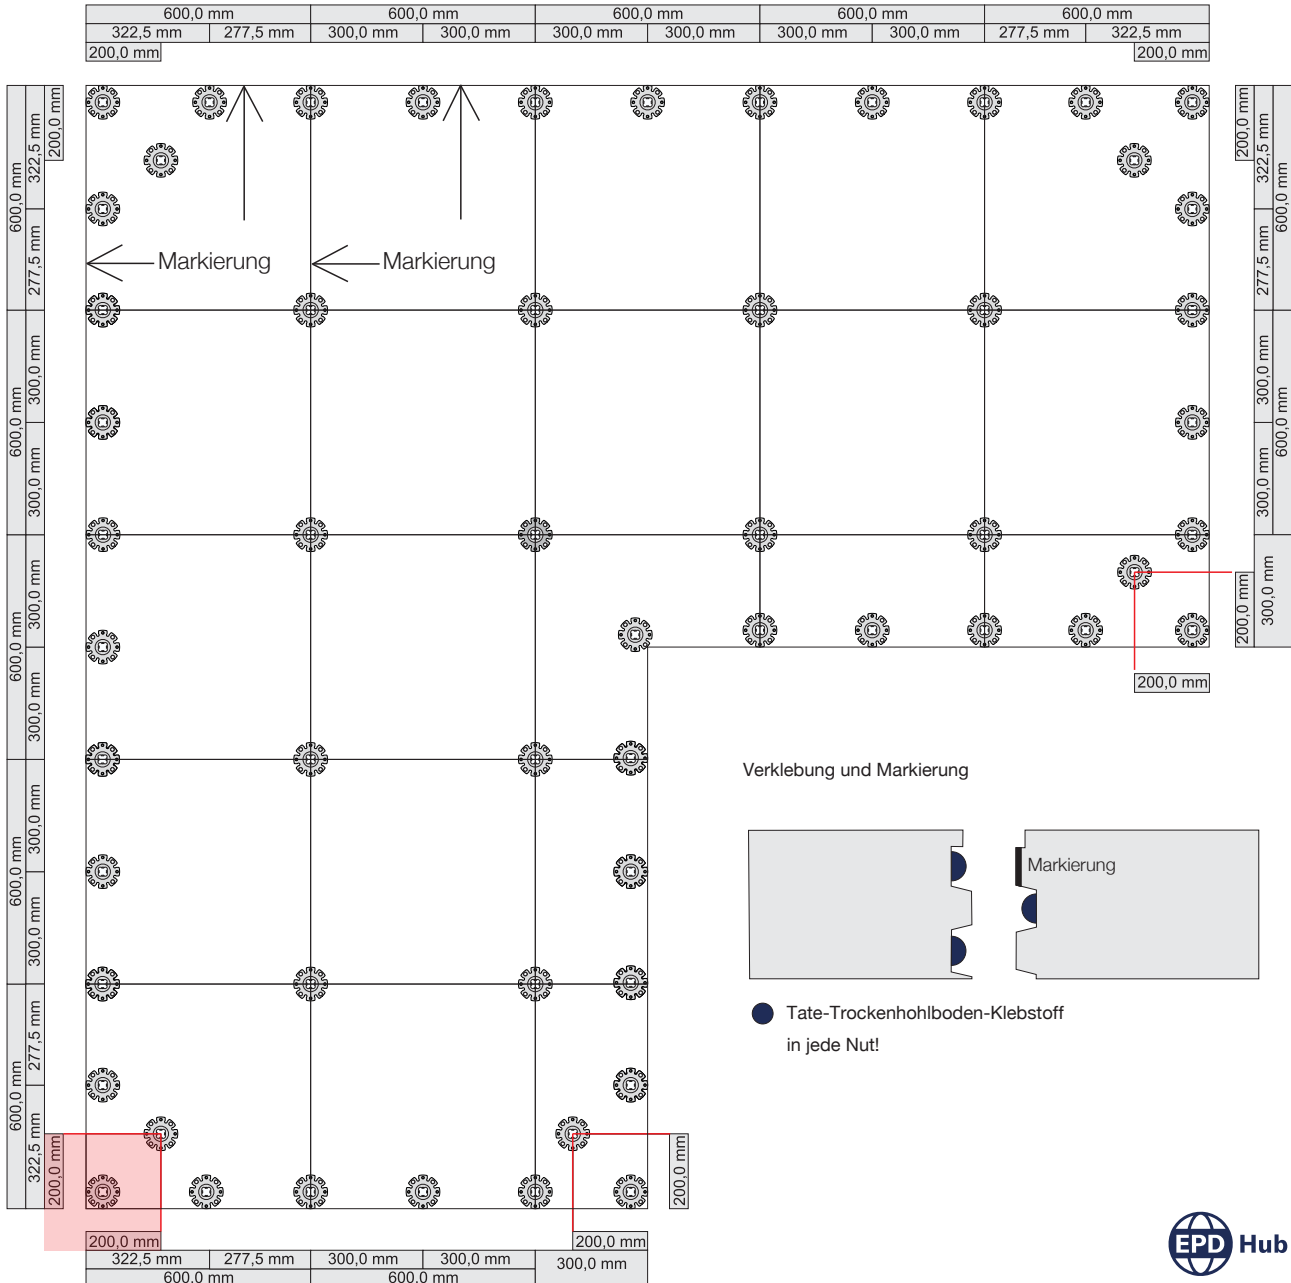 600,0 mm 600,0 mm 600,0 mm 600,0 mm 600,0 mm
322,5 mm 277,5 mm 300,0 mm 300,0 mm 300,0 mm 300,0 mm 300,0 mm 300,0 mm 277,5 mm 322,5 mm
200,0 mm 200,0 mm
600,0 mm
600,0 mm
600,0 mm
600,0 mm
600,0 mm
322,5 mm
277,5 mm
300,0 mm
300,0 mm
300,0 mm
300,0 mm
300,0 mm
300,0 mm
277,5 mm
322,5 mm
200,0 mm
200,0 mm
Markierung Markierung
200,0 mm
200,0 mm
322,5 mm
277,5 mm
300,0 mm
300,0 mm
300,0 mm
600,0 mm
600,0 mm
200,0 mm
Verklebung und Markierung
Markierung
Tate-Trockenhohlboden-Klebstoff
in jede Nut!
200,0 mm
200,0 mm 200,0 mm
322,5 mm 277,5 mm 300,0 mm 300,0 mm 300,0 mm
600,0 mm 600,0 mm
EPD Hub